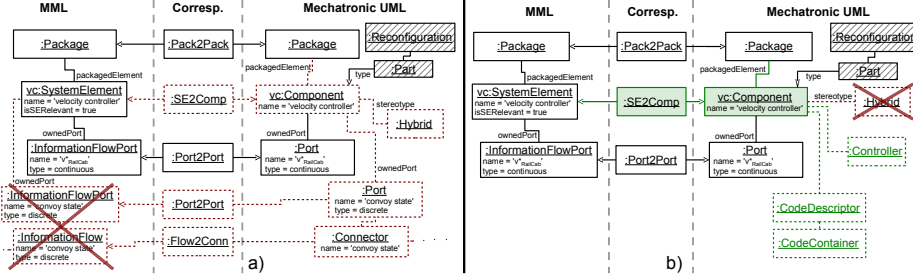 MML
Corresp.
Mechatronic UML
:Package
:Pack2Pack
:Package
:Reconfiguration
packagedElement
packagedElement
type
:Part
vc:SystemElement
name = 'velocity controller'
isSERelevant = true
:SE2Comp
vc:Component
name = 'velocity controller'
stereotype
:Hybrid
ownedPort
ownedPort
ownedPort
:InformationFlowPort
name = 'v*RailCab'
type = continuous
:Port2Port
:Port
name = 'v*RailCab'
type = continuous
ownedPort
:InformationFlowPort
name = 'convoy state'
type = discrete
:Port2Port
:Port
name = 'convoy state'
type = discrete
:InformationFlow
name = 'convoy state'
:Flow2Conn
:Connector
name = 'convoy state'
a)
MML
Corresp.
Mechatronic UML
:Package
:Pack2Pack
:Package
:Reconfiguration
packagedElement
packagedElement
type
:Part
vc:SystemElement
name = 'velocity controller'
isSERelevant = true
:SE2Comp
vc:Component
name = 'velocity controller'
stereotype
:Hybrid
ownedPort
ownedPort
:InformationFlowPort
name = 'v*RailCab'
type = continuous
:Port2Port
:Port
name = 'v*RailCab'
type = continuous
:Controller
:CodeDescriptor
:CodeContainer
b)